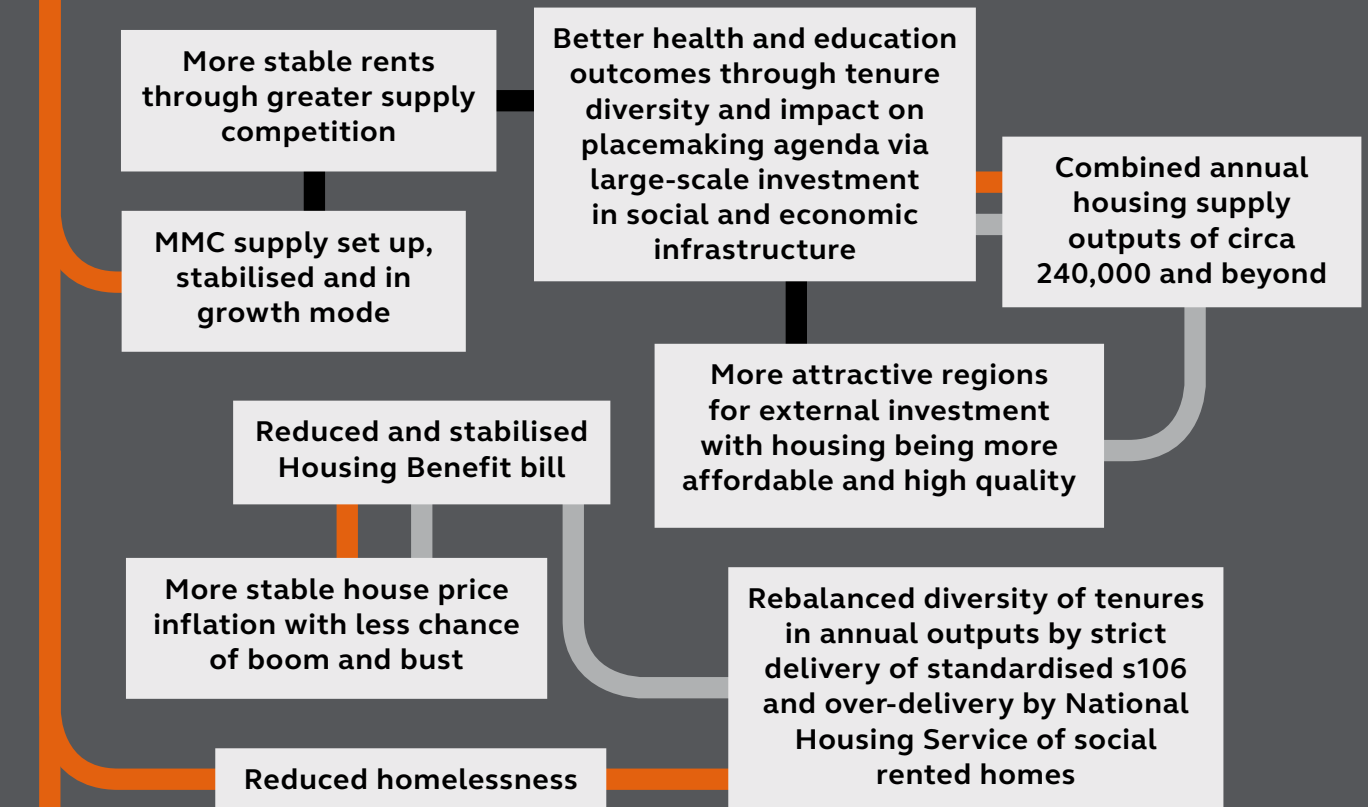 More stable rents
through greater supply
competition
Better health and education
outcomes through tenure
diversity and impact on
placemaking agenda via
large-scale investment
in social and economic
infrastructure
Combined annual
housing supply
outputs of circa
240,000 and beyond
MMC supply set up,
stabilised and in
growth mode
More attractive regions
for external investment
with housing being more
affordable and high quality
Reduced and stabilised
Housing Benefit bill
More stable house price
inflation with less chance
of boom and bust
Rebalanced diversity of tenures
in annual outputs by strict
delivery of standardised s106
and over-delivery by National
Housing Service of social
rented homes
Reduced homelessness